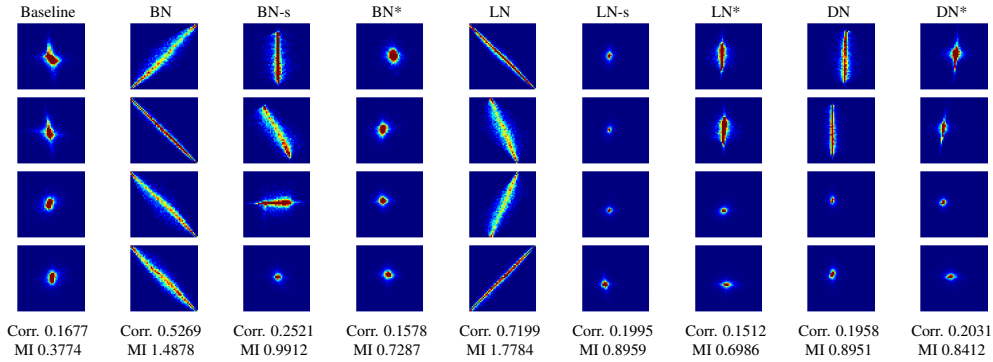 Baseline BN BN-s BN* LN LN-s LN* DN DN*
Corr. 0.1677 Corr. 0.5269 Corr. 0.2521 Corr. 0.1578 Corr. 0.7199 Corr. 0.1995 Corr. 0.1512 Corr. 0.1958 Corr. 0.2031
MI 0.3774 MI 1.4878 MI 0.9912 MI 0.7287 MI 1.7784 MI 0.8959 MI 0.6986 MI 0.8951 MI 0.8412